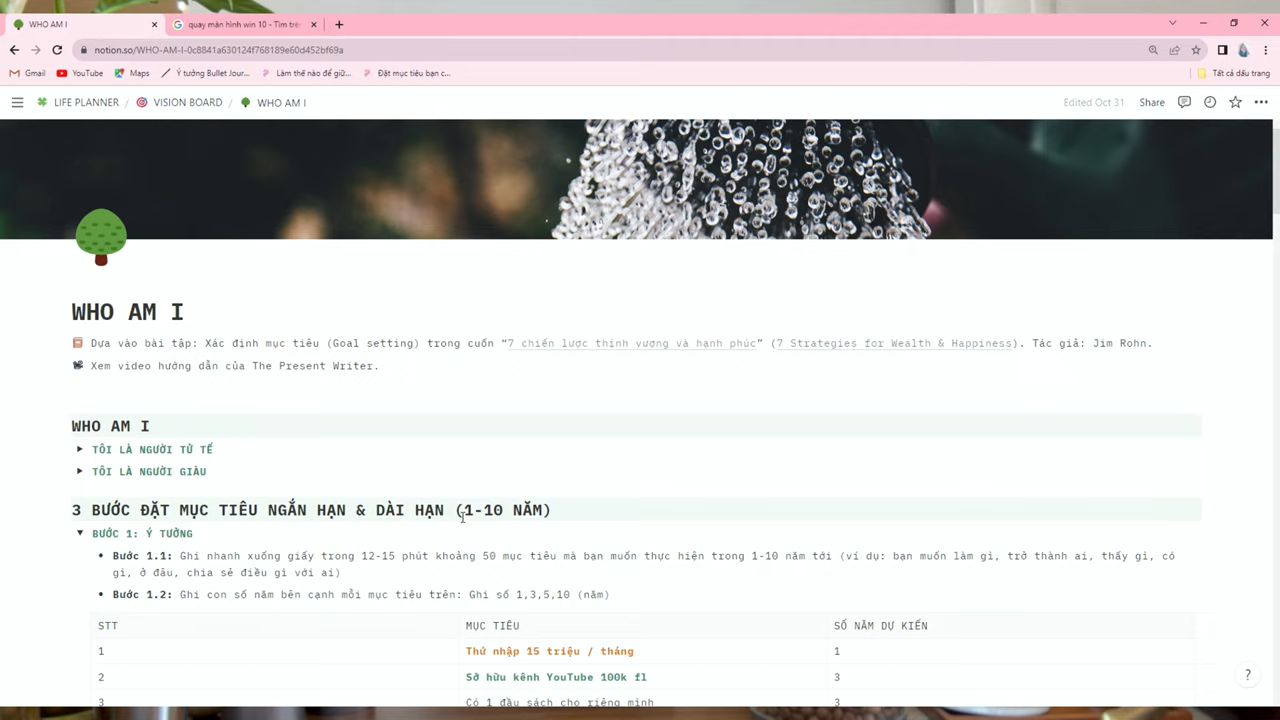 WHO AM I
quay màn hình win 10 - Tìm trê
notion.so/WHO-AM-I-0c8841a630124f768189e60d452bf69a
Gmail
YouTube
Maps
Ý tưởng Bullet Jour...
Làm thế nào để giữ...
Đặt mục tiêu bạn c...
Tất cả dấu trang
LIFE PLANNER / VISION BOARD / WHO AM I
Edited Oct 31
Share
WHO AM I
Dựa vào bài tập: Xác định mục tiêu (Goal setting) trong cuốn “7 chiến lược thịnh vượng và hạnh phúc” (7 Strategies for Wealth & Happiness). Tác giả: Jim Rohn.
Xem video hướng dẫn của The Present Writer.
WHO AM I
TÔI LÀ NGƯỜI TỬ TẾ
TÔI LÀ NGƯỜI GIÀU
3 BƯỚC ĐẶT MỤC TIÊU NGẮN HẠN & DÀI HẠN (1-10 NĂM)
BƯỚC 1: Ý TƯỞNG
Bước 1.1: Ghi nhanh xuống giấy trong 12-15 phút khoảng 50 mục tiêu mà bạn muốn thực hiện trong 1-10 năm tới (ví dụ: bạn muốn làm gì, trở thành ai, thấy gì, có
gì, ở đâu, chia sẻ điều gì với ai)
Bước 1.2: Ghi con số năm bên cạnh mỗi mục tiêu trên: Ghi số 1,3,5,10 (năm)
STT MỤC TIÊU SỐ NĂM DỰ KIẾN
1 Thứ nhập 15 triệu / tháng 1
2 Sở hữu kênh YouTube 100k fl 3
3 Có 1 đầu sách cho riêng mình 3
?